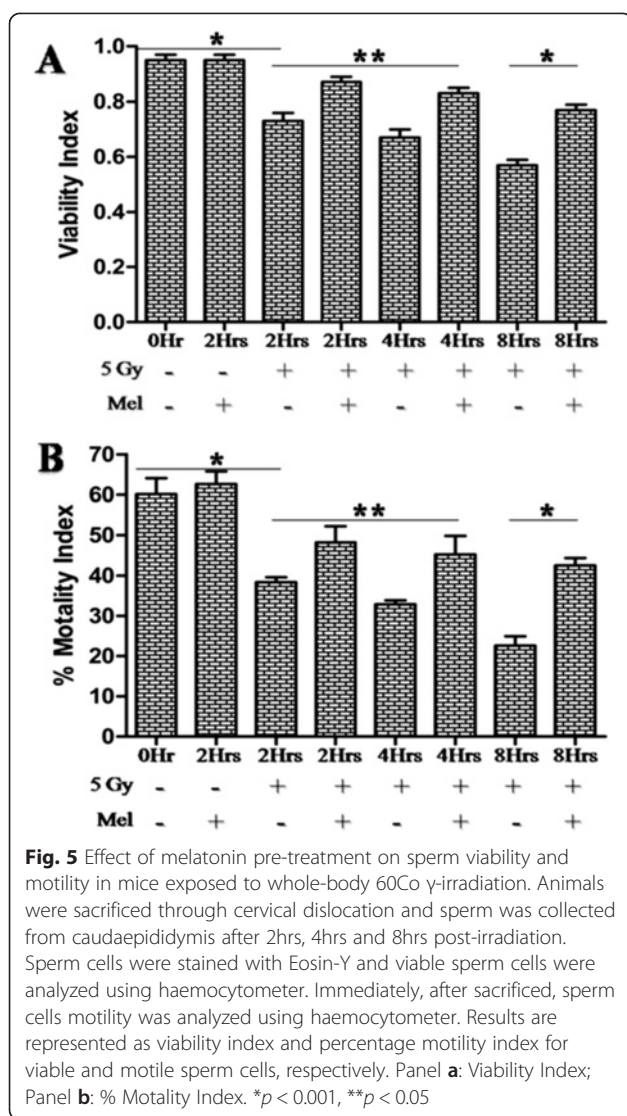 A
*
**
*
1.0
0.8
0.6
0.4
0.2
0.0
Viability Index
0Hr 2Hrs 2Hrs 2Hrs 4Hrs 4Hrs 8Hrs 8Hrs
5 Gy - - + + + + + +
Mel - + - + - + - +
B
*
**
*
70
60
50
40
30
20
10
0
% Motality Index
0Hr 2Hrs 2Hrs 2Hrs 4Hrs 4Hrs 8Hrs 8Hrs
5 Gy - - + + + + + +
Mel - + - + - + - +
Fig. 5 Effect of melatonin pre-treatment on sperm viability and
motility in mice exposed to whole-body 60Co γ-irradiation. Animals
were sacrificed through cervical dislocation and sperm was collected
from caudaepididymis after 2hrs, 4hrs and 8hrs post-irradiation.
Sperm cells were stained with Eosin-Y and viable sperm cells were
analyzed using haemocytometer. Immediately, after sacrificed, sperm
cells motility was analyzed using haemocytometer. Results are
represented as viability index and percentage motility index for
viable and motile sperm cells, respectively. Panel a: Viability Index;
Panel b: % Motality Index. *p < 0.001, **p < 0.05